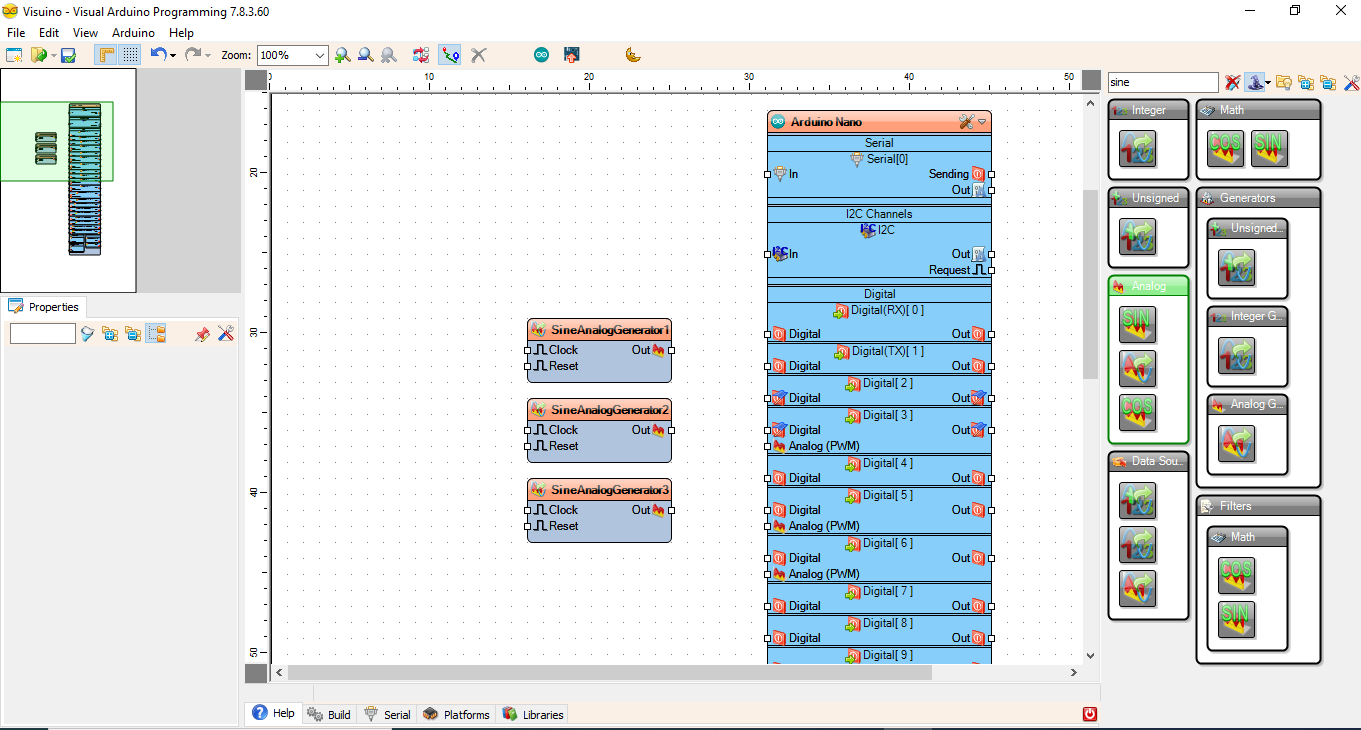 Visuino - Visual Arduino Programming 7.8.3.60
File Edit View Arduino Help
Zoom: 100%
0 10 20 30 40 50
20
30
40
50
Properties
SineAnalogGenerator1
Clock Out
Reset
SineAnalogGenerator2
Clock Out
Reset
SineAnalogGenerator3
Clock Out
Reset
Arduino Nano
Serial
Serial[0]
In Sending
Out
I2C Channels
I2C I2C
I2C In Out
Request
Digital
Digital(RX)[ 0 ]
Digital Out
Digital(TX)[ 1 ]
Digital Out
Digital[ 2 ]
Digital Out
Digital[ 3 ]
Digital Out
Analog (PWM)
Digital[ 4 ]
Digital Out
Digital[ 5 ]
Digital Out
Analog (PWM)
Digital[ 6 ]
Digital Out
Analog (PWM)
Digital[ 7 ]
Digital Out
Digital[ 8 ]
Digital Out
Digital[ 9 ]
sine
Integer
Unsigned
Analog
SIN
COS
Data Sou...
Math
COS SIN
Generators
Unsigned...
Integer G...
Analog G...
Filters
Math
COS
SIN
Help Build Serial Platforms Libraries